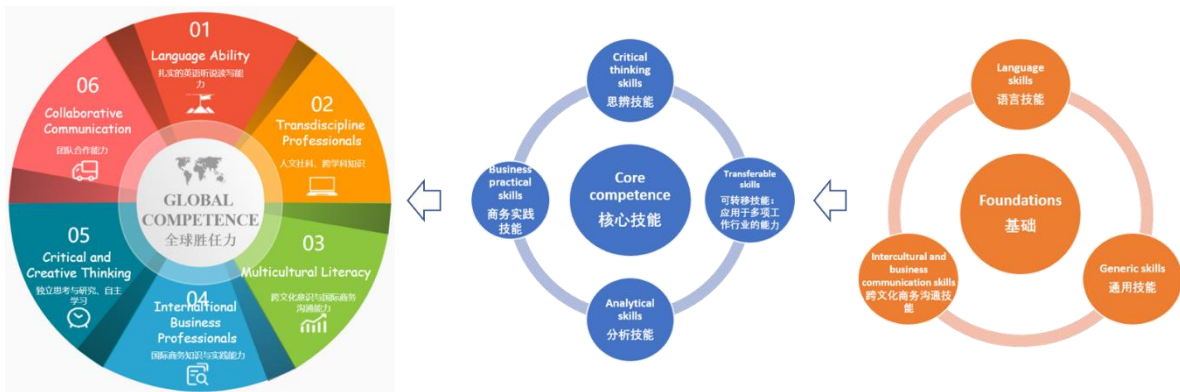 01
Language Ability
扎实的英语听说读写能
力
02
Transdiscipline
Professionals
人文社科、跨学科知识
03
Multicultural Literacy
跨文化意识与国际商务
沟通能力
04
International
Business
Professionals
国际商务知识与实践能力
05
Critical and
Creative Thinking
独立思考与研究、自主
学习
06
Collaborative
Communication
团队合作能力
GLOBAL
COMPETENCE
全球胜任力
Critical
thinking
skills
思辨技能
Business
practical
skills
商务实践
技能
Core
competence
核心技能
Transferable
skills
可转移技能：
应用于多项工
作行业的能力
Analytical
skills
分析技能
Language
skills
语言技能
Foundations
基础
Intercultural and
business
communication skills
跨文化商务沟通技
能
Generic skills
通用技能